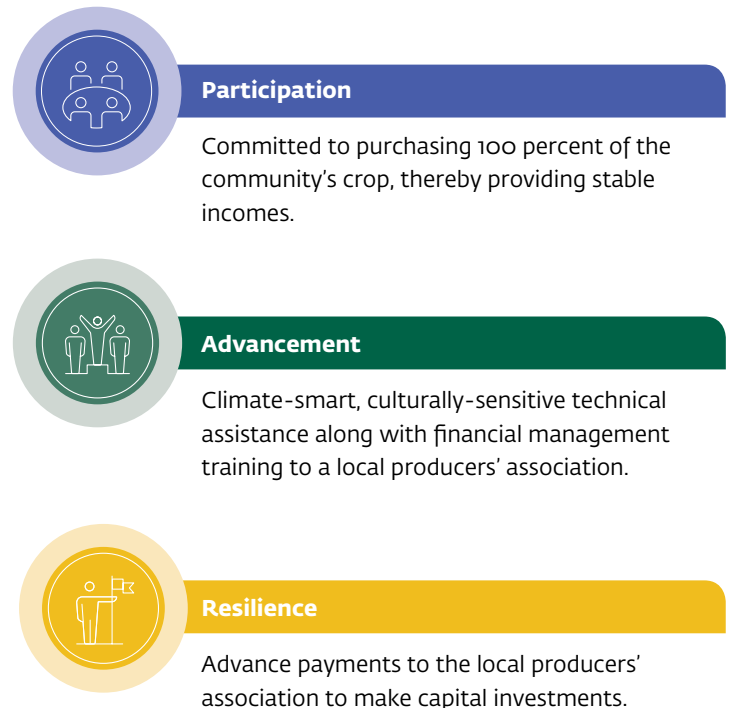 Participation
Committed to purchasing 100 percent of the
community's crop, thereby providing stable
incomes.
Advancement
Climate-smart, culturally-sensitive technical
assistance along with financial management
training to a local producers' association.
Resilience
Advance payments to the local producers'
association to make capital investments.